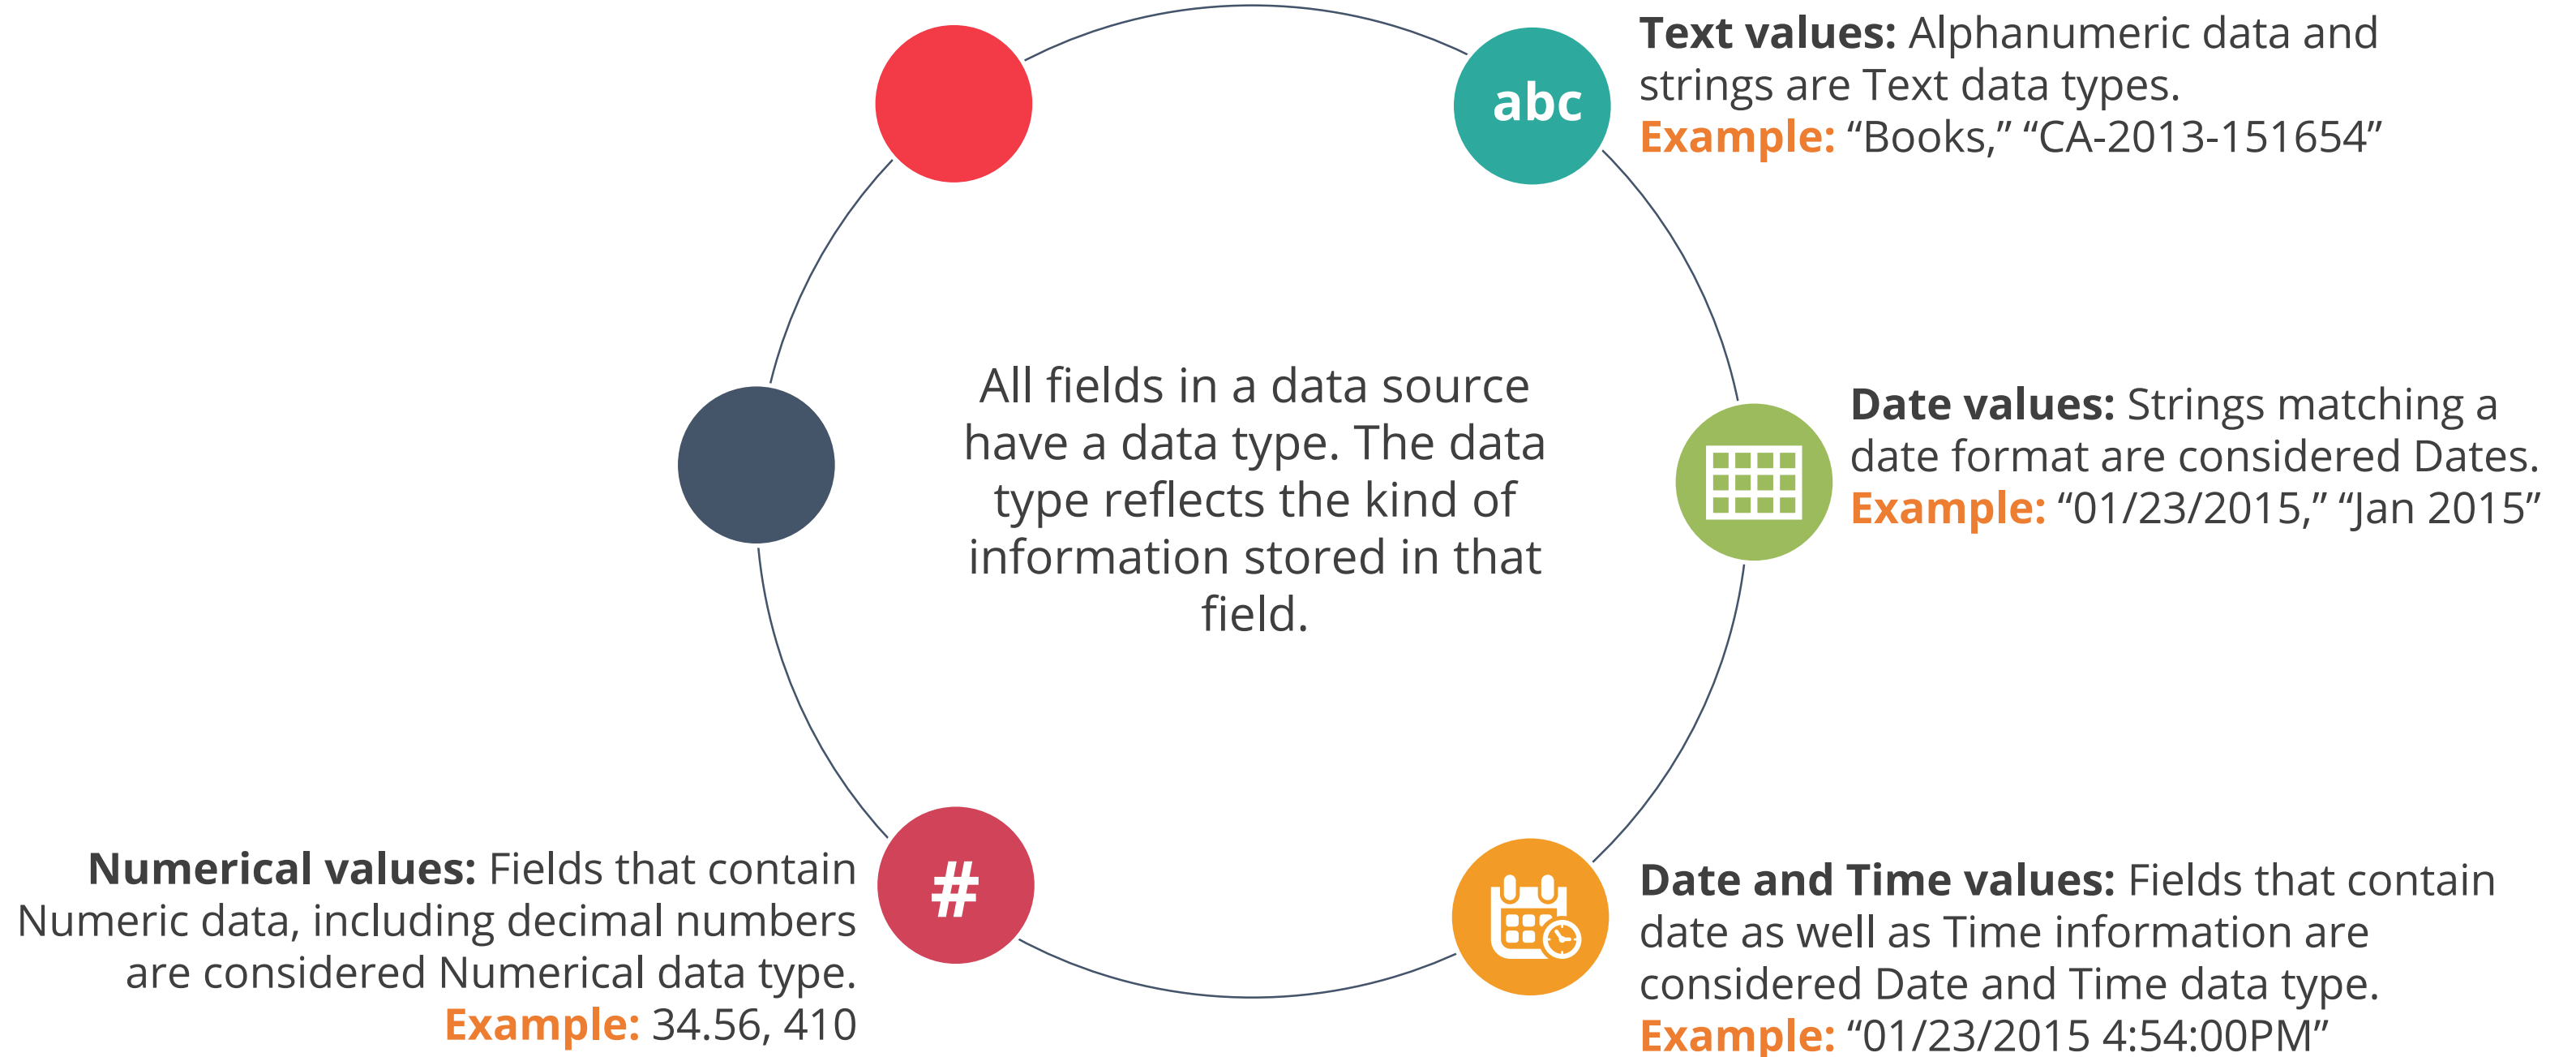 Text values: Alphanumeric data and
strings are Text data types.
Example: “Books,” “CA-2013-151654”
abc
Date values: Strings matching a
date format are considered Dates.
Example: “01/23/2015,” “Jan 2015”
All fields in a data source
have a data type. The data
type reflects the kind of
information stored in that
field.
Date and Time values: Fields that contain
date as well as Time information are
considered Date and Time data type.
Example: “01/23/2015 4:54:00PM”
Numerical values: Fields that contain
Numeric data, including decimal numbers
are considered Numerical data type.
Example: 34.56, 410
#